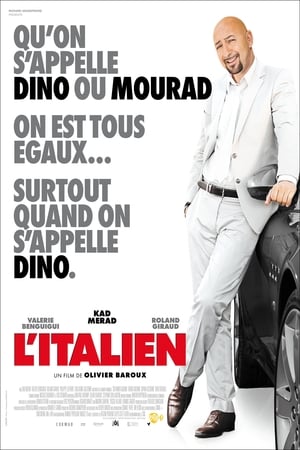 QU'ON
S'APPELLE
DINO OU MOURAD
ON EST TOUS
EGAUX...
SURTOUT
QUAND ON
S'APPELLE
DINO.
VALERIE
BENGUIGUI
KAD
MERAD
ROLAND
GIRAUD
L'ITALIEN
UN FILM DE OLIVIER BAROUX